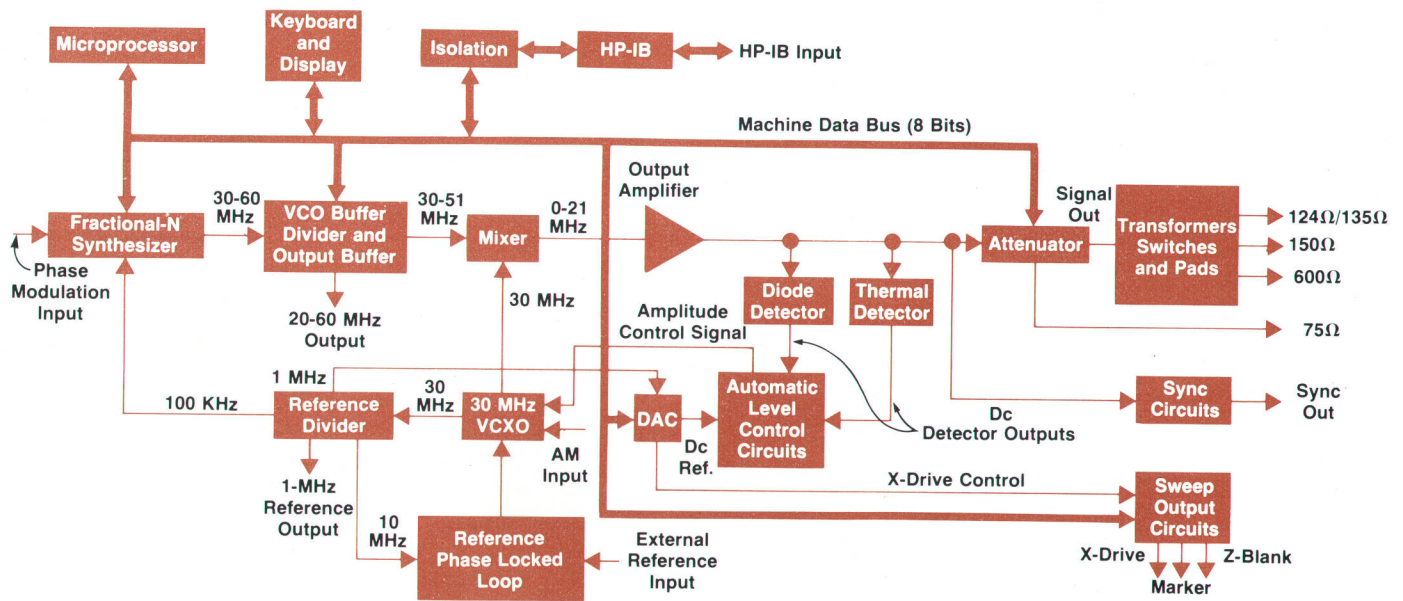 Microprocessor
Keyboard
and
Display
Isolation
HP-IB
HP-IB Input
Machine Data Bus (8 Bits)
Output
Amplifier
Fractional-N
Synthesizer
30-60
MHz
VCO Buffer
Divider and
Output Buffer
30-51
MHz
Mixer
0-21
MHz
Attenuator
Signal
Out
Transformers
Switches
and Pads
124Ω/135Ω
150Ω
600Ω
75Ω
Phase
Modulation
Input
20-60 MHz
Output
30 MHz
Amplitude
Control Signal
Diode
Detector
Thermal
Detector
1 MHz
100 KHz
Reference
Divider
30
MHz
30 MHz
VCXO
AM
Input
DAC
Dc
Ref.
Automatic
Level
Control
Circuits
Dc
Detector Outputs
Sync
Circuits
Sync
Out
1-MHz
Reference
Output
10
MHz
Reference
Phase Locked
Loop
External
Reference
Input
X-Drive Control
Sweep
Output
Circuits
X-Drive
Z-Blank
Marker